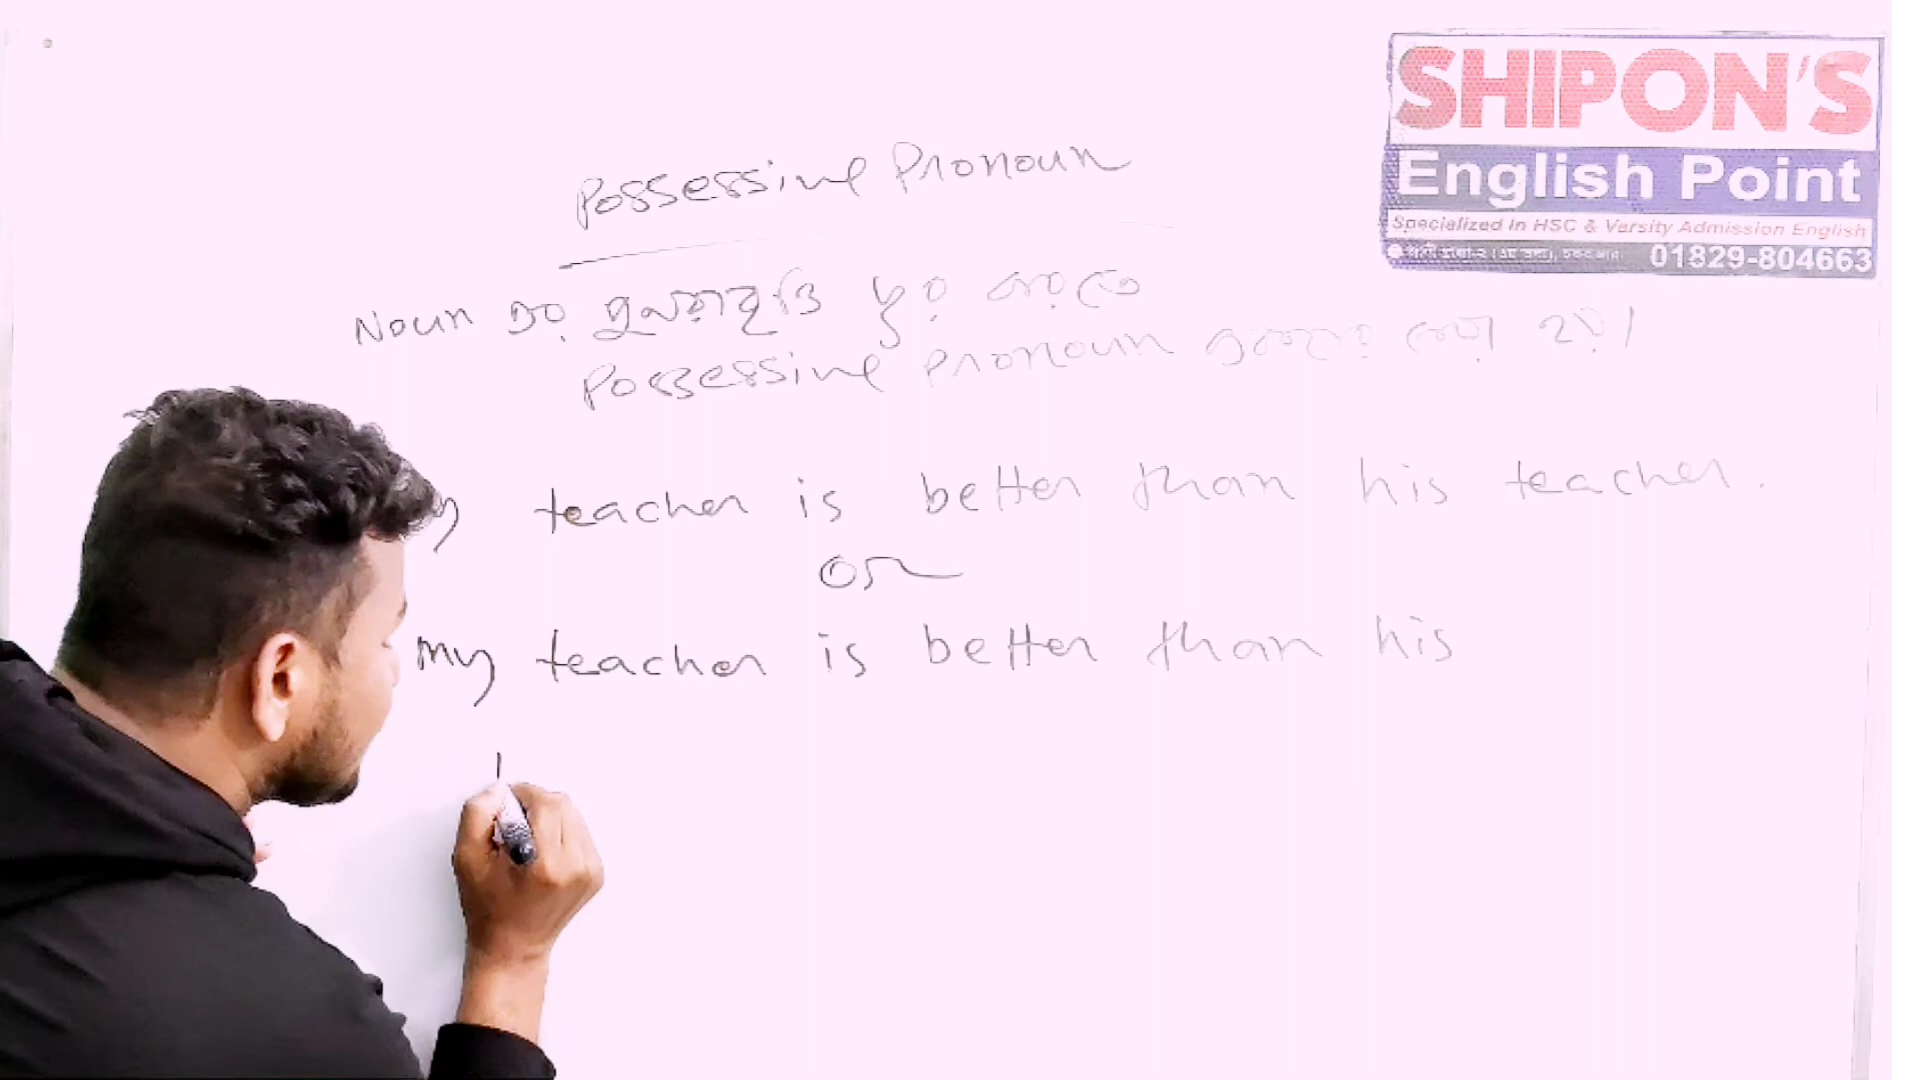 Possessive Pronoun
Noun এর পুনরাবৃত্তি দূর করতে
Possessive Pronoun ব্যবহার করা হয়।
teacher is better than his teacher.
or
My teacher is better than his
SHIPON'S
English Point
Specialized In HSC & Varsity Admission English
01829-804663